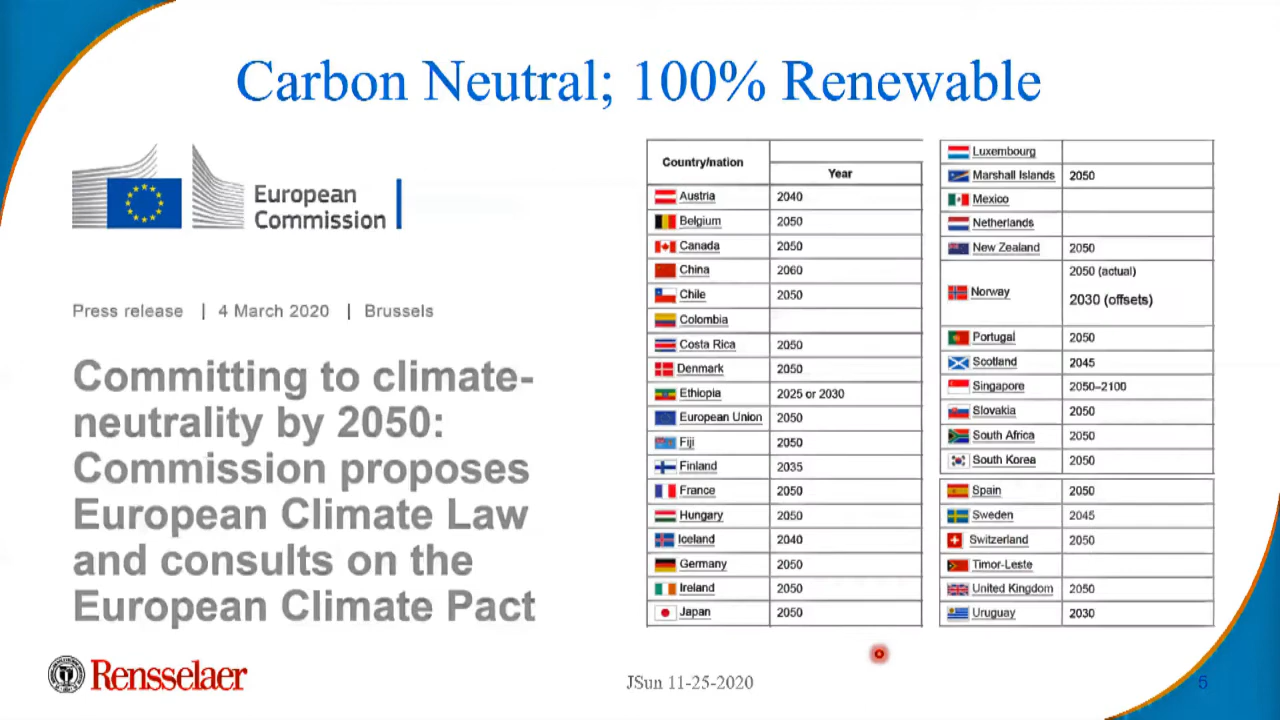 Carbon Neutral; 100% Renewable
European
Commission
Press release | 4 March 2020 | Brussels
Committing to climate-
neutrality by 2050:
Commission proposes
European Climate Law
and consults on the
European Climate Pact
Country/nation
Year
Austria 2040
Belgium 2050
Canada 2050
China 2060
Chile 2050
Colombia
Costa Rica 2050
Denmark 2050
Ethiopia 2025 or 2030
European Union 2050
Fiji 2050
Finland 2035
France 2050
Hungary 2050
Iceland 2040
Germany 2050
Ireland 2050
Japan 2050
Luxembourg
Marshall Islands 2050
Mexico
Netherlands
New Zealand 2050
2050 (actual)
Norway
2030 (offsets)
Portugal 2050
Scotland 2045
Singapore 2050–2100
Slovakia 2050
South Africa 2050
South Korea 2050
Spain 2050
Sweden 2045
Switzerland 2050
Timor-Leste
United Kingdom 2050
Uruguay 2030
Rensselaer
JSun 11-25-2020
6